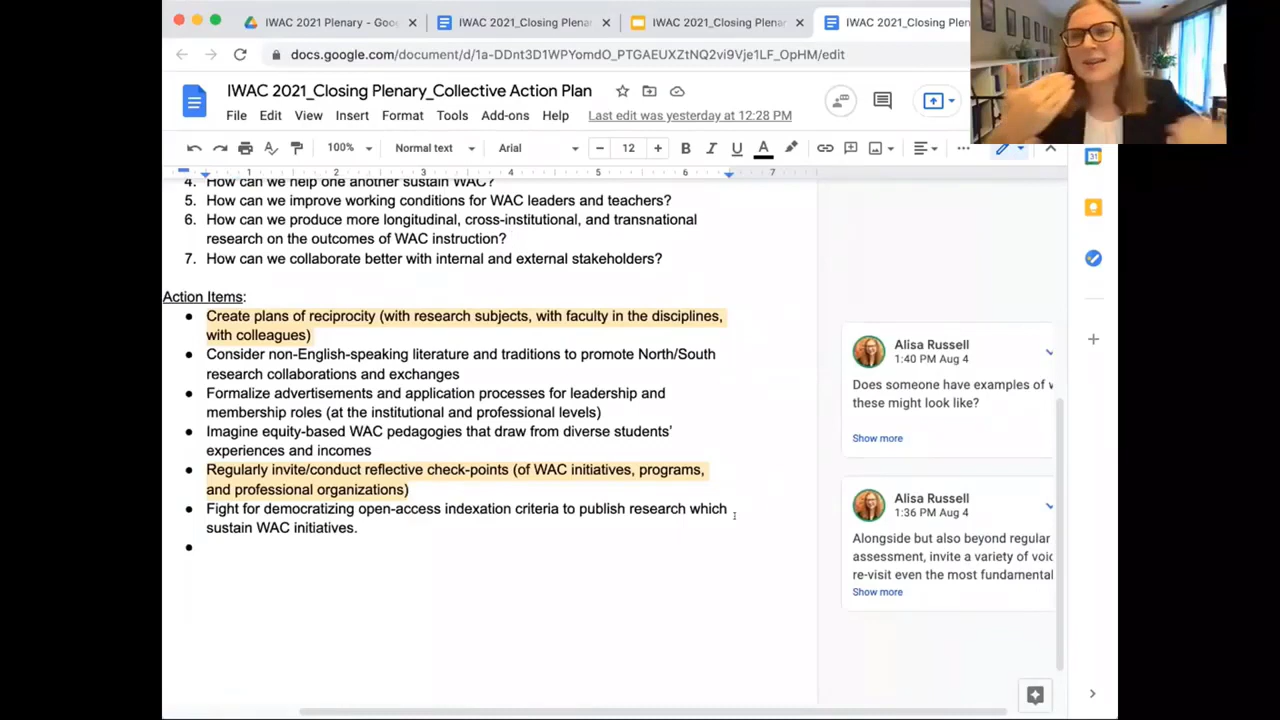 IWAC 2021 Plenary - Goo
IWAC 2021_Closing Plenar
IWAC 2021_Closing Plenar
IWAC 2021_Closing Plen
docs.google.com/document/d/1a-DDnt3D1WPYomdO_PTGAEUXZtNQ2vi9Vje1LF_OpHM/edit
IWAC 2021_Closing Plenary_Collective Action Plan
File Edit View Insert Format Tools Add-ons Help Last edit was yesterday at 12:28 PM
100% Normal text Arial - 12 + B I U A
1 2 3 4 5 6 7
4. How can we help one another sustain WAC?
5. How can we improve working conditions for WAC leaders and teachers?
6. How can we produce more longitudinal, cross-institutional, and transnational
research on the outcomes of WAC instruction?
7. How can we collaborate better with internal and external stakeholders?
Action Items:
● Create plans of reciprocity (with research subjects, with faculty in the disciplines,
with colleagues)
● Consider non-English-speaking literature and traditions to promote North/South
research collaborations and exchanges
● Formalize advertisements and application processes for leadership and
membership roles (at the institutional and professional levels)
● Imagine equity-based WAC pedagogies that draw from diverse students'
experiences and incomes
● Regularly invite/conduct reflective check-points (of WAC initiatives, programs,
and professional organizations)
● Fight for democratizing open-access indexation criteria to publish research which
sustain WAC initiatives.
●
Alisa Russell
1:40 PM Aug 4
Does someone have examples of
these might look like?
Show more
Alisa Russell
1:36 PM Aug 4
Alongside but also beyond regular
assessment, invite a variety of voic
re-visit even the most fundamental
Show more
31